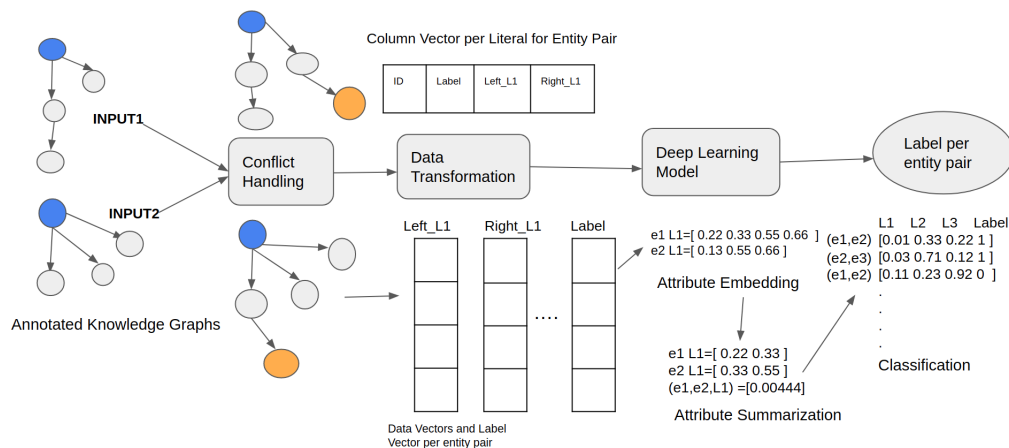 Column Vector per Literal for Entity Pair
ID Label Left_L1 Right_L1
INPUT1
INPUT2
Conflict
Handling
Data
Transformation
Deep Learning
Model
Label per
entity pair
Annotated Knowledge Graphs
Left_L1 Right_L1 Label
....
Data Vectors and Label
Vector per entity pair
e1 L1=[ 0.22 0.33 0.55 0.66 ]
e2 L1=[ 0.13 0.55 0.66 ]
Attribute Embedding
e1 L1=[ 0.22 0.33 ]
e2 L1=[ 0.33 0.55 ]
(e1,e2,L1) =[0.00444]
Attribute Summarization
L1 L2 L3 Label
(e1,e2) [0.01 0.33 0.22 1 ]
(e2,e3) [0.03 0.71 0.12 1 ]
(e1,e2) [0.11 0.23 0.92 0 ]
.
.
.
.
Classification